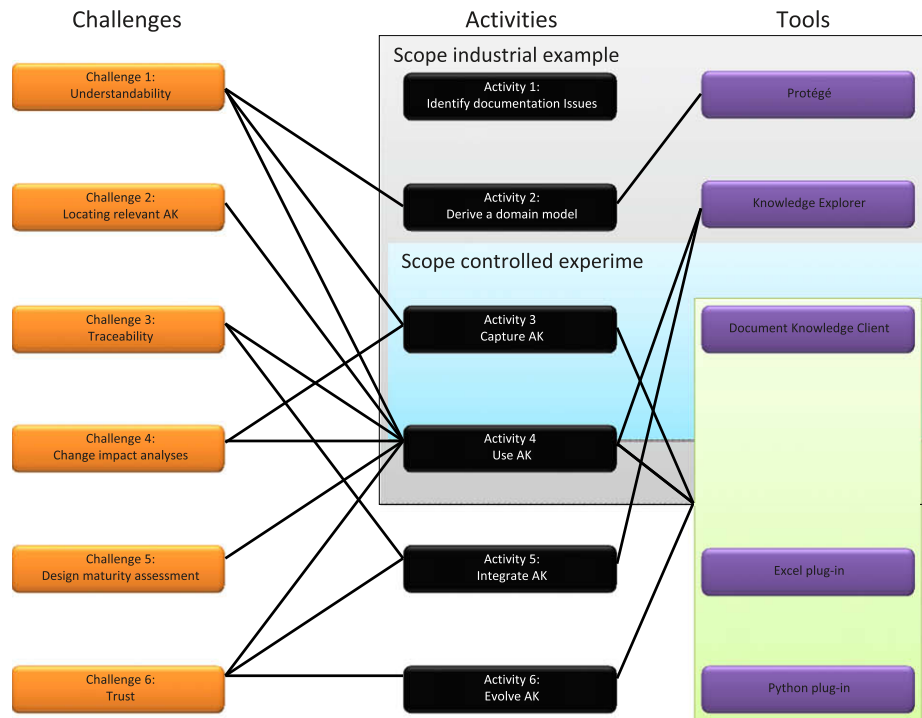 Challenges
Activities
Tools
Scope industrial example
Challenge 1:
Understandability
Activity 1:
Identify documentation Issues
Protégé
Challenge 2:
Locating relevant AK
Activity 2:
Derive a domain model
Knowledge Explorer
Scope controlled experime
Challenge 3:
Traceability
Activity 3
Capture AK
Document Knowledge Client
Challenge 4:
Change impact analyses
Activity 4
Use AK
Challenge 5:
Design maturity assessment
Activity 5:
Integrate AK
Excel plug-in
Challenge 6:
Trust
Activity 6:
Evolve AK
Python plug-in